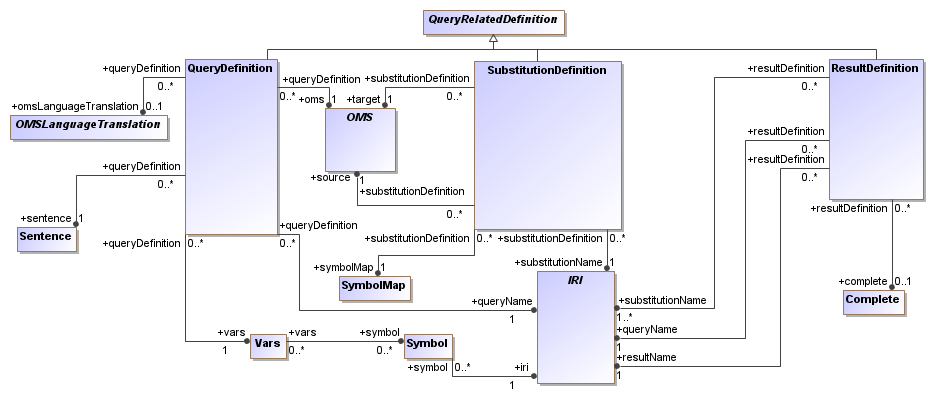 QueryRelatedDefinition
QueryDefinition
SubstitutionDefinition
ResultDefinition
+queryDefinition
0..*
+queryDefinition
0..*
+substitutionDefinition
0..*
+resultDefinition
0..*
+omsLanguageTranslation
0..1
+oms
1
+target
1
OMSLanguageTranslation
OMS
+resultDefinition
0..*
+resultDefinition
0..*
+queryDefinition
0..*
+source
1
+substitutionDefinition
0..*
+resultDefinition
0..*
+sentence
1
Sentence
+queryDefinition
0..*
+queryDefinition
0..*
+substitutionDefinition
0..*
+substitutionDefinition
0..*
+symbolMap
1
+substitutionName
1
SymbolMap
IRI
+complete
0..1
Complete
+queryName
1
+substitutionName
1..*
+queryName
1
+resultName
1
+vars
1
Vars
+vars
0..*
+symbol
0..*
Symbol
+symbol
0..*
+iri
1